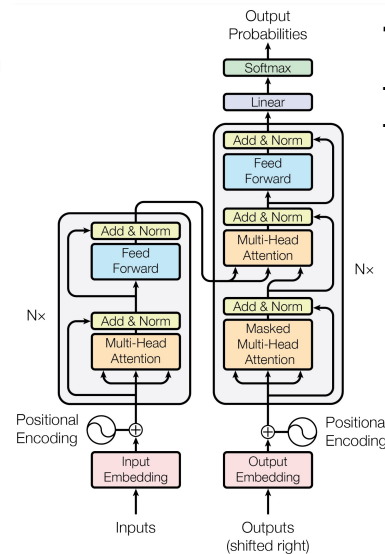 Output
Probabilities
Softmax
Linear
Add & Norm
Feed
Forward
Add & Norm
Multi-Head
Attention
Add & Norm
Masked
Multi-Head
Attention
N×
Add & Norm
Feed
Forward
N×
Add & Norm
Multi-Head
Attention
Positional
Encoding
Positional
Encoding
Input
Embedding
Output
Embedding
Inputs
Outputs
(shifted right)